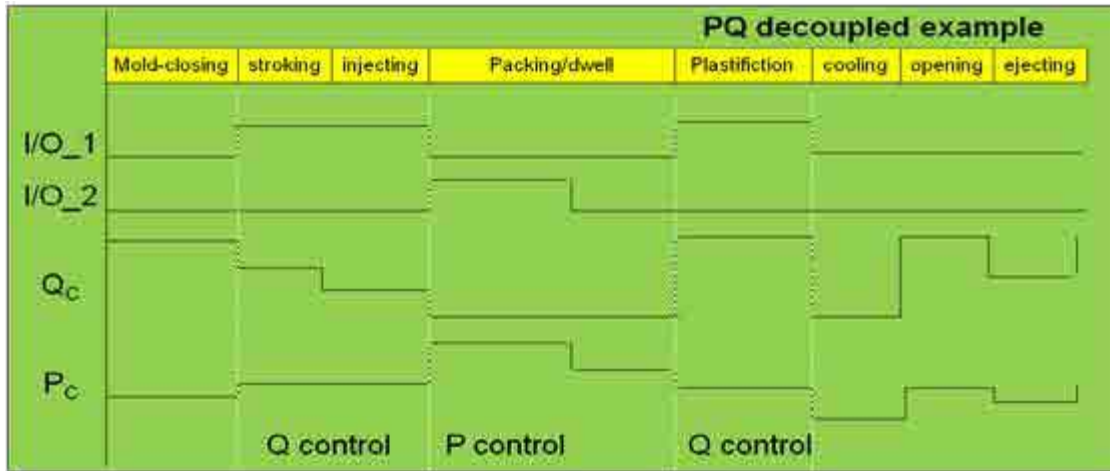 PQ decoupled example
Mold-closing stroking injecting Packing/dwell Plastifiction cooling opening ejecting
I/O_1
I/O_2
Qc
Pc
Q control P control Q control